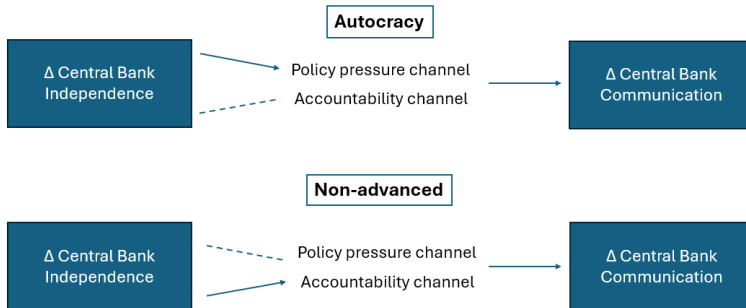 Autocracy
Δ Central Bank
Independence
Policy pressure channel
Accountability channel
Δ Central Bank
Communication
Non-advanced
Δ Central Bank
Independence
Policy pressure channel
Accountability channel
Δ Central Bank
Communication